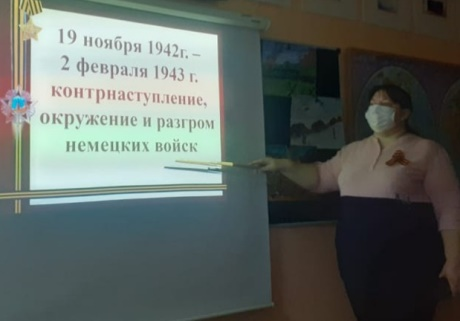 19 ноября 1942г. –
2 февраля 1943 г.
контрнаступление,
окружение и разгром
немецких войск